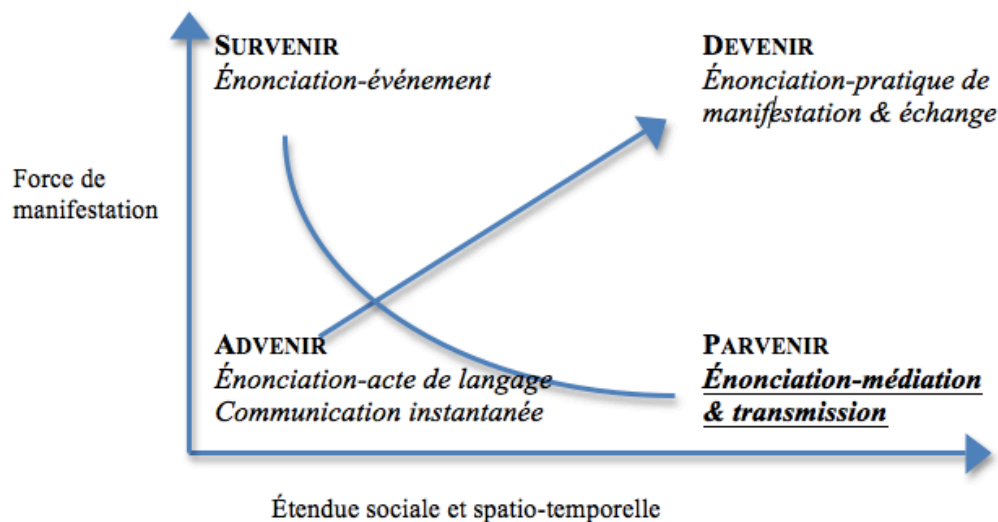 SURVENIR
Énonciation-événement
DEVENIR
Énonciation-pratique de
manifestation & échange
Force de
manifestation
ADVENIR
Énonciation-acte de langage
Communication instantanée
PARVENIR
Énonciation-médiation
& transmission
Étendue sociale et spatio-temporelle